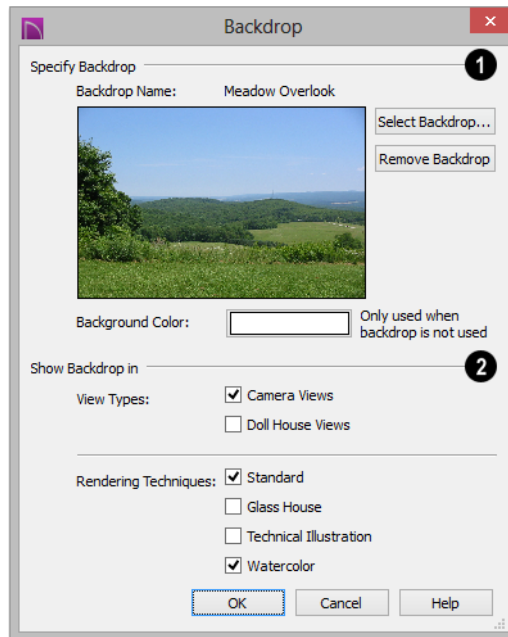 Backdrop
Specify Backdrop
1
Backdrop Name: Meadow Overlook
Select Backdrop...
Remove Backdrop
Background Color:
Only used when
backdrop is not used
Show Backdrop in
2
View Types:
Camera Views
Doll House Views
Rendering Techniques:
Standard
Glass House
Technical Illustration
Watercolor
OK Cancel Help